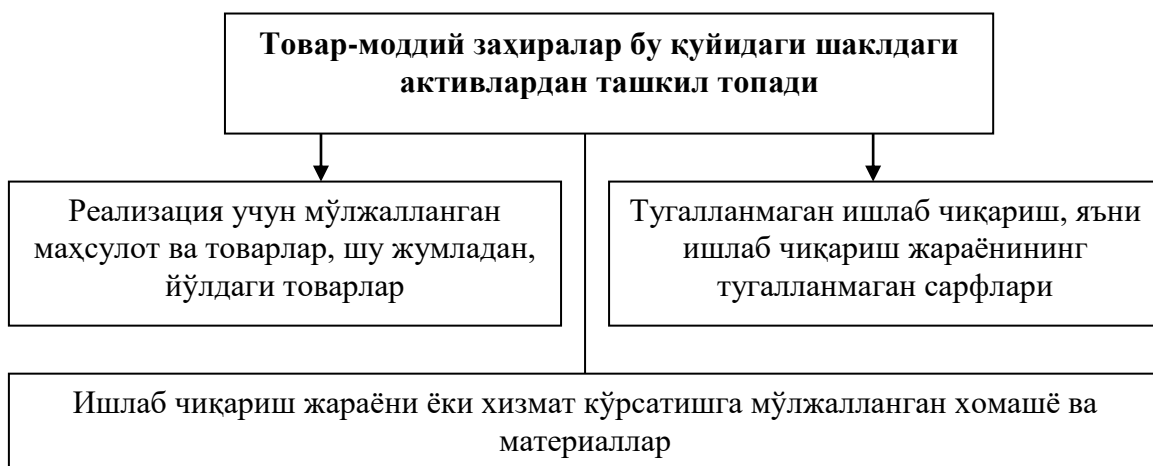 Товар-моддий заҳиралар бу қуйидаги шаклдаги
активлардан ташкил топади
Реализация учун мўлжалланган
маҳсулот ва товарлар, шу жумладан,
йўлдаги товарлар
Тугалланмаган ишлаб чиқариш, яъни
ишлаб чиқариш жараёнининг
тугалланмаган сарфлари
Ишлаб чиқариш жараёни ёки хизмат кўрсатишга мўлжалланган хомашё ва
материаллар